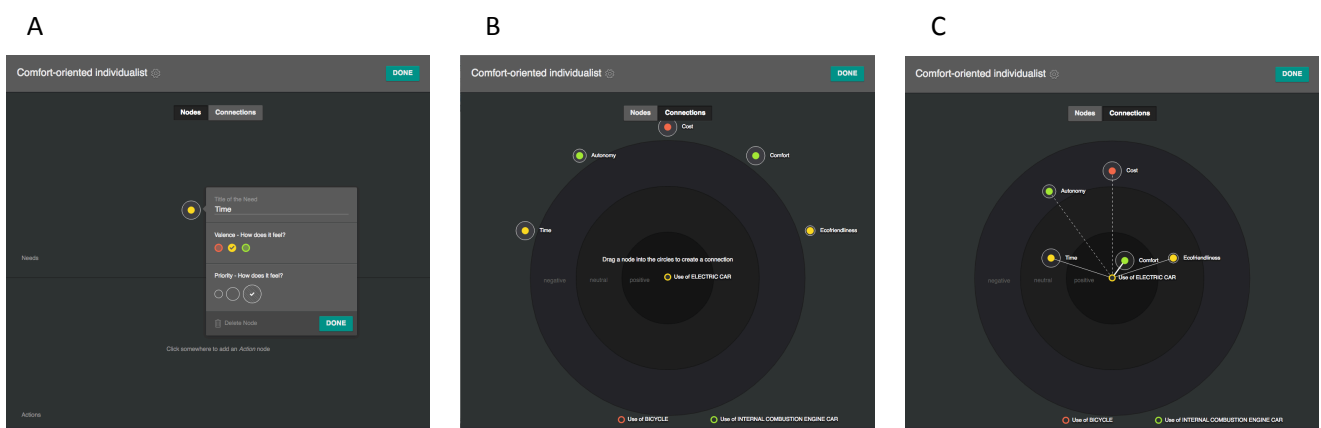 A
Comfort-oriented individualist
DONE
Nodes Connections
Title of the Need
Time
Valence - How does it feel?
Priority - How does it feel?
Delete Node
DONE
Needs
Click somewhere to add an Action node
Actions
B
Comfort-oriented individualist
DONE
Nodes Connections
Cost
Autonomy
Comfort
Time
Ecofriendliness
Drag a node into the circles to create a connection
negative neutral positive
Use of ELECTRIC CAR
Use of BICYCLE
Use of INTERNAL COMBUSTION ENGINE CAR
C
Comfort-oriented individualist
DONE
Nodes Connections
Cost
Autonomy
Time
Comfort
Ecofriendliness
negative neutral positive
Use of ELECTRIC CAR
Use of BICYCLE
Use of INTERNAL COMBUSTION ENGINE CAR